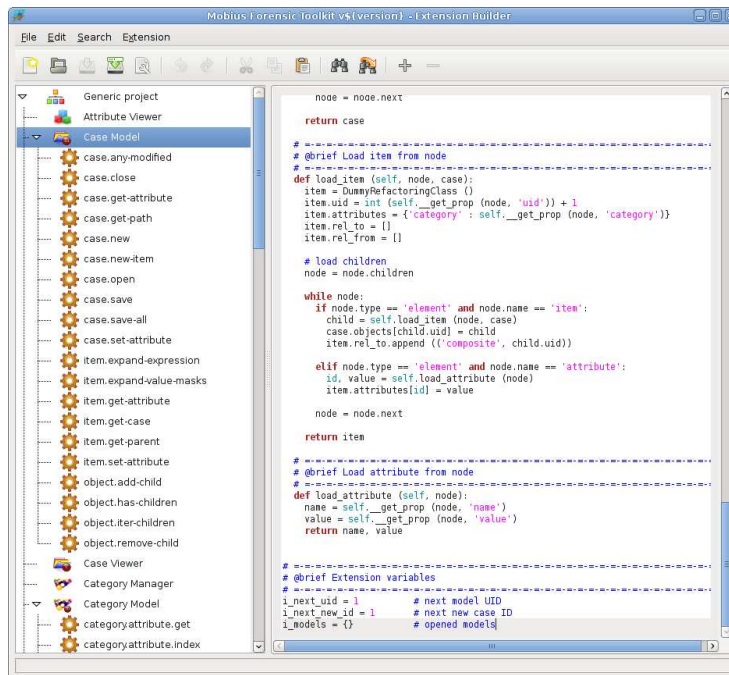 Mobius Forensic Toolkit v${version} - Extension Builder
File Edit Search Extension
Generic project
Attribute Viewer
Case Model
case.any-modified
case.close
case.get-attribute
case.get-path
case.new
case.new-item
case.open
case.save
case.save-all
case.set-attribute
item.expand-expression
item.expand-value-masks
item.get-attribute
item.get-case
item.get-parent
item.set-attribute
object.add-child
object.has-children
object.iter-children
object.remove-child
Case Viewer
Category Manager
Category Model
category.attribute.get
category.attribute.index
node = node.next
return case
# =-=-=-=-=-=-=-=-=-=-=-=-=-=-=-=-=-=-=-=-=-=-=-=-=-=-=-=-=-=-=-=-=-=-=-=
# @brief Load item from node
# =-=-=-=-=-=-=-=-=-=-=-=-=-=-=-=-=-=-=-=-=-=-=-=-=-=-=-=-=-=-=-=-=-=-=-=
def load_item (self, node, case):
item = DummyRefactoringClass ()
item.uid = int (self.__get_prop (node, 'uid')) + 1
item.attributes = {'category' : self.__get_prop (node, 'category')}
item.rel_to = []
item.rel_from = []
# load children
node = node.children
while node:
if node.type == 'element' and node.name == 'item':
child = self.load_item (node, case)
case.objects[child.uid] = child
item.rel_to.append (('composite', child.uid))
elif node.type == 'element' and node.name == 'attribute':
id, value = self.load_attribute (node)
item.attributes[id] = value
node = node.next
return item
# =-=-=-=-=-=-=-=-=-=-=-=-=-=-=-=-=-=-=-=-=-=-=-=-=-=-=-=-=-=-=-=-=-=-=-=
# @brief Load attribute from node
# =-=-=-=-=-=-=-=-=-=-=-=-=-=-=-=-=-=-=-=-=-=-=-=-=-=-=-=-=-=-=-=-=-=-=-=
def load_attribute (self, node):
name = self.__get_prop (node, 'name')
value = self.__get_prop (node, 'value')
return name, value
# =-=-=-=-=-=-=-=-=-=-=-=-=-=-=-=-=-=-=-=-=-=-=-=-=-=-=-=-=-=-=-=-=-=-=-=-=
# @brief Extension variables
# =-=-=-=-=-=-=-=-=-=-=-=-=-=-=-=-=-=-=-=-=-=-=-=-=-=-=-=-=-=-=-=-=-=-=-=-=
i_next_uid = 1 # next model UID
i_next_new_id = 1 # next new case ID
i_models = {} # opened models